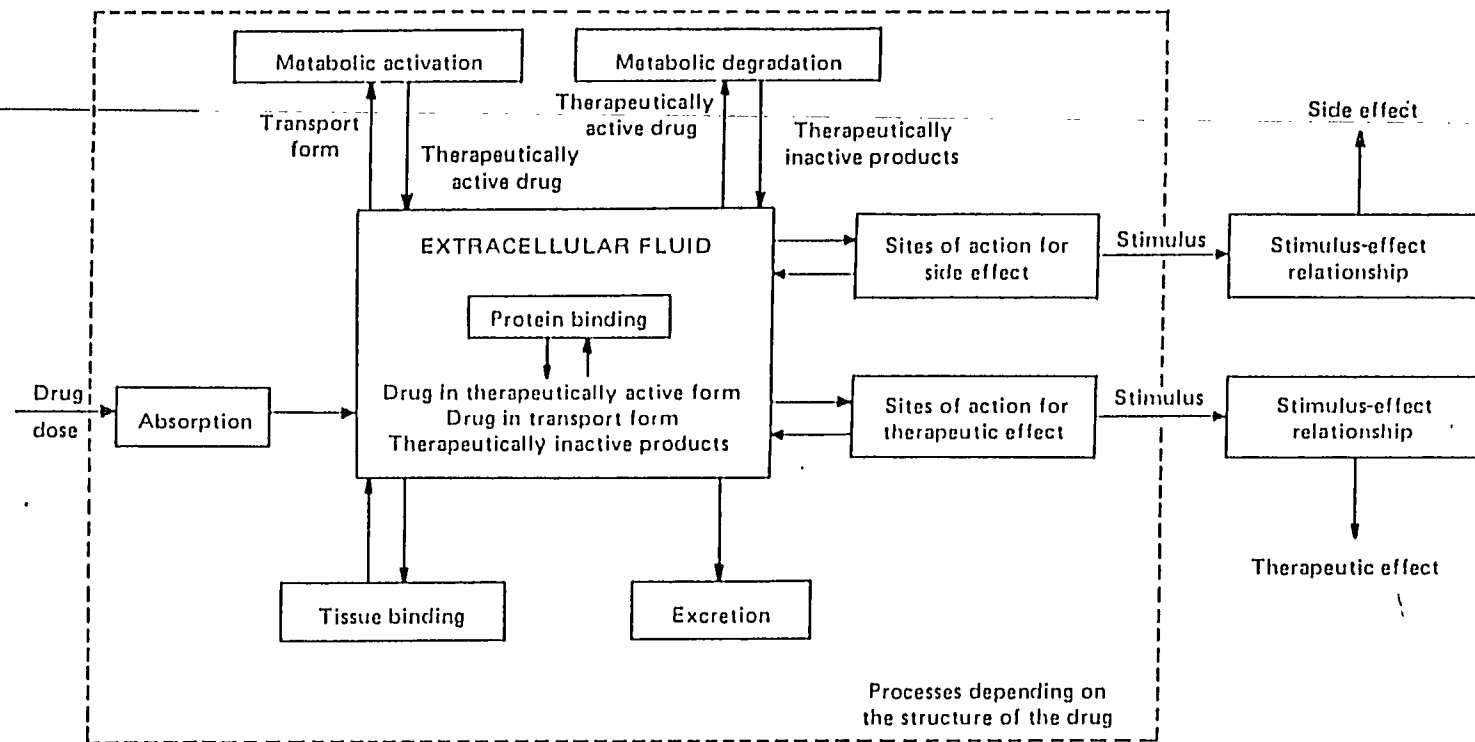 Metabolic activation
Metabolic degradation
Transport
form
Therapeutically
active drug
Therapeutically
active drug
Therapeutically
inactive products
Side effect
EXTRACELLULAR FLUID
Sites of action for
side effect
Stimulus
Stimulus-effect
relationship
Protein binding
Drug
dose
Absorption
Drug in therapeutically active form
Drug in transport form
Therapeutically inactive products
Sites of action for
therapeutic effect
Stimulus
Stimulus-effect
relationship
Therapeutic effect
Tissue binding
Excretion
Processes depending on
the structure of the drug